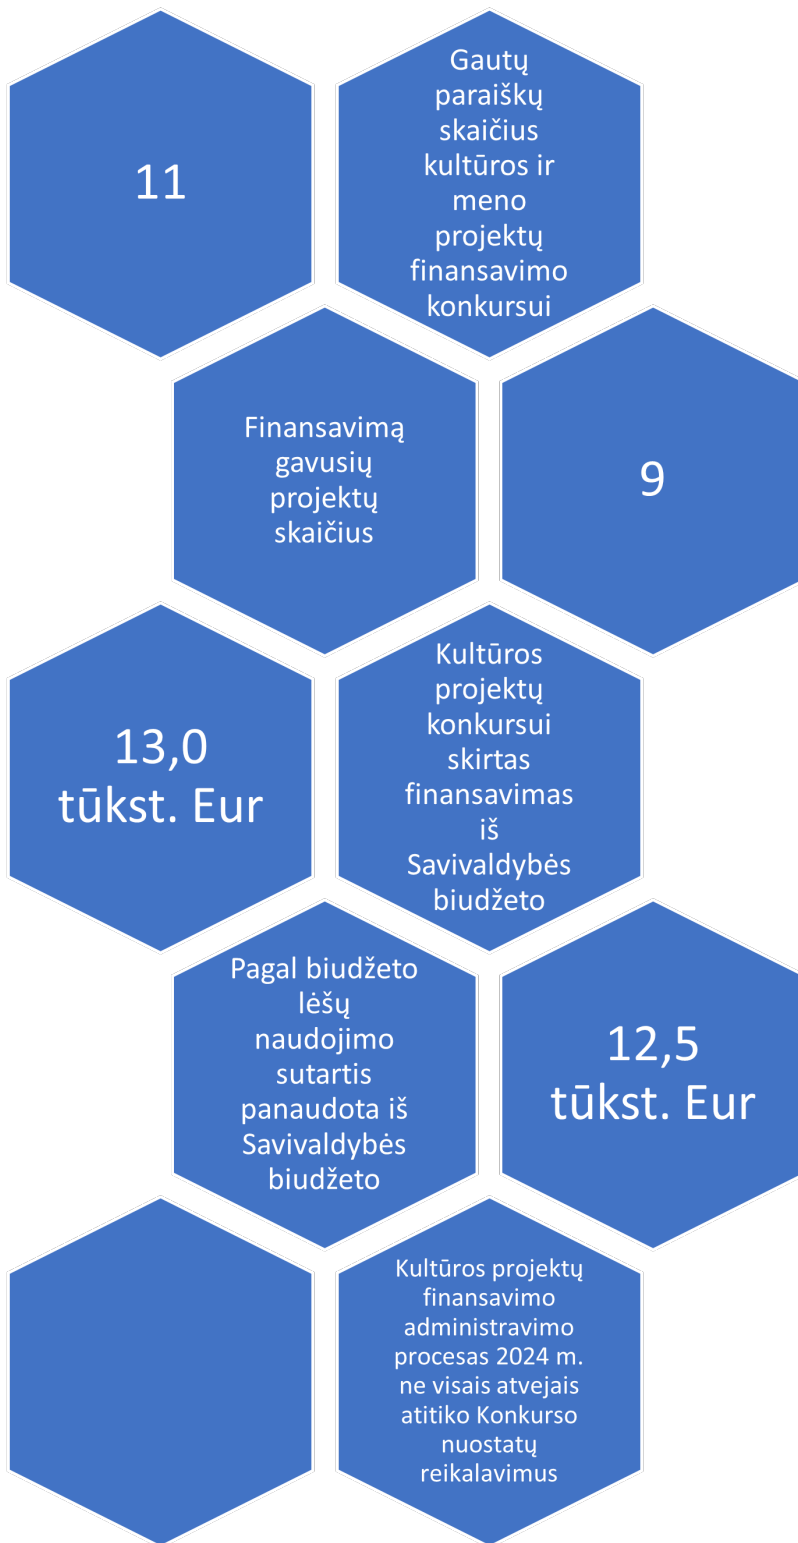 11
Gautų
paraiškų
skaičius
kultūros ir
meno
projektų
finansavimo
konkursui
Finansavimą
gavusių
projektų
skaičius
9
13,0
tūkst. Eur
Kultūros
projektų
konkursui
skirtas
finansavimas
iš
Savivaldybės
biudžeto
Pagal biudžeto
lėšų
naudojimo
sutartis
panaudota iš
Savivaldybės
biudžeto
12,5
tūkst. Eur
Kultūros projektų
finansavimo
administravimo
procesas 2024 m.
ne visais atvejais
atitiko Konkurso
nuostatų
reikalavimus